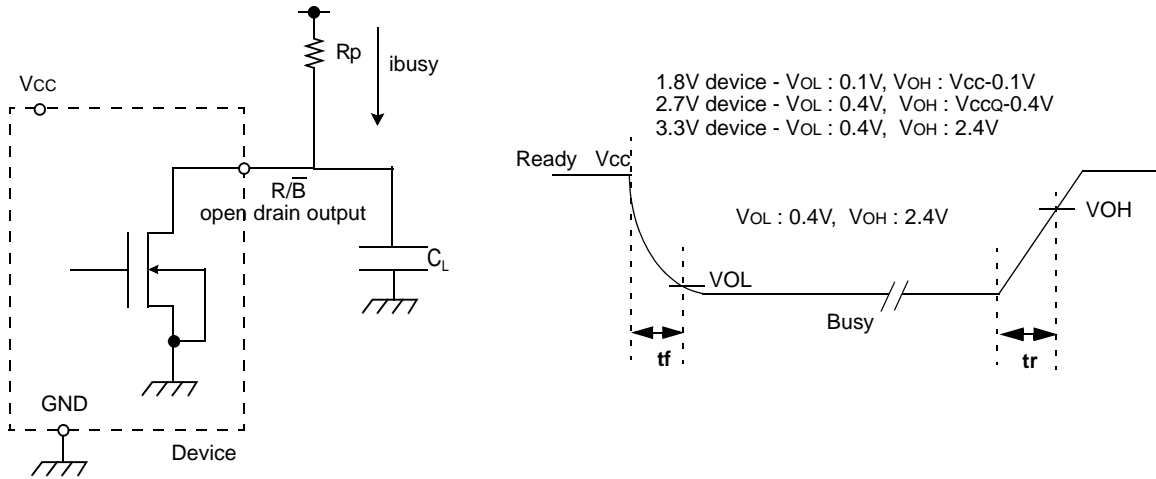 Rp
ibusy
VCC
R/B̅
open drain output
CL
GND
Device
1.8V device - VOL : 0.1V, VOH : Vcc-0.1V
2.7V device - VOL : 0.4V, VOH : VccQ-0.4V
3.3V device - VOL : 0.4V, VOH : 2.4V
Ready Vcc
VOL : 0.4V, VOH : 2.4V
VOH
VOL
Busy
tf
tr